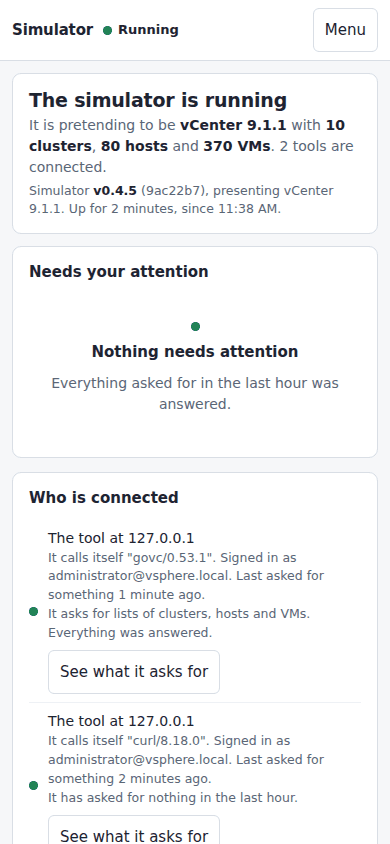 Simulator Running Menu
The simulator is running
It is pretending to be vCenter 9.1.1 with 10
clusters, 80 hosts and 370 VMs. 2 tools are
connected.
Simulator v0.4.5 (9ac22b7), presenting vCenter
9.1.1. Up for 2 minutes, since 11:38 AM.
Needs your attention
Nothing needs attention
Everything asked for in the last hour was
answered.
Who is connected
The tool at 127.0.0.1
It calls itself "govc/0.53.1". Signed in as
administrator@vsphere.local. Last asked for
something 1 minute ago.
It asks for lists of clusters, hosts and VMs.
Everything was answered.
See what it asks for
The tool at 127.0.0.1
It calls itself "curl/8.18.0". Signed in as
administrator@vsphere.local. Last asked for
something 2 minutes ago.
It has asked for nothing in the last hour.
See what it asks for